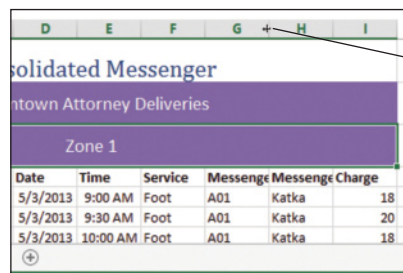 D E F G H I
solidated Messenger
ntown Attorney Deliveries
Zone 1
Date Time Service Messenge Messenge Charge
5/3/2013 9:00 AM Foot A01 Katka 18
5/3/2013 9:30 AM Foot A01 Katka 20
5/3/2013 10:00 AM Foot A01 Katka 18